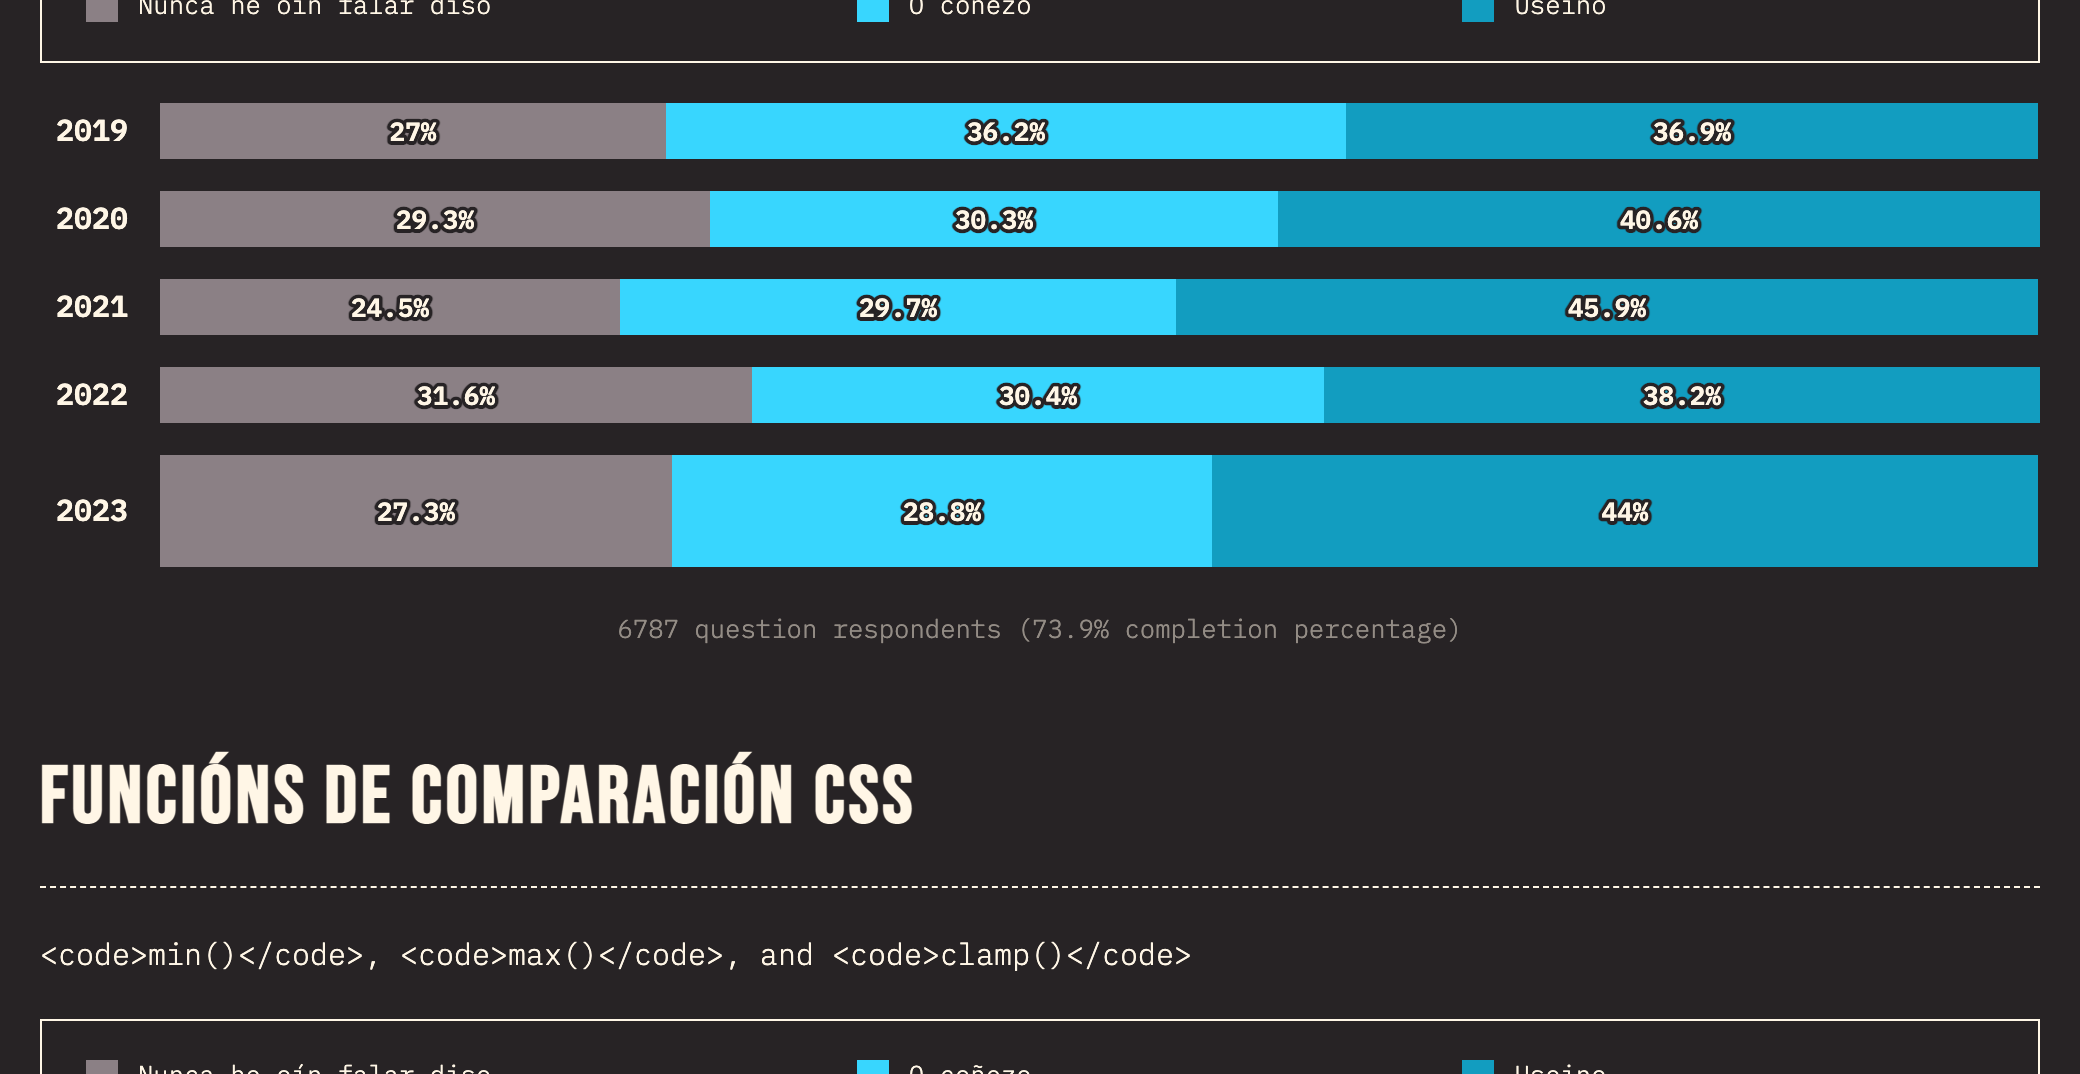 Nunca he oín falar diso O coñezo Useino
2019 27% 36.2% 36.9%
2020 29.3% 30.3% 40.6%
2021 24.5% 29.7% 45.9%
2022 31.6% 30.4% 38.2%
2023 27.3% 28.8% 44%
6787 question respondents (73.9% completion percentage)
FUNCIÓNS DE COMPARACIÓN CSS
<code>min()</code>, <code>max()</code>, and <code>clamp()</code>
Nunca he oín falar diso O coñezo Useino